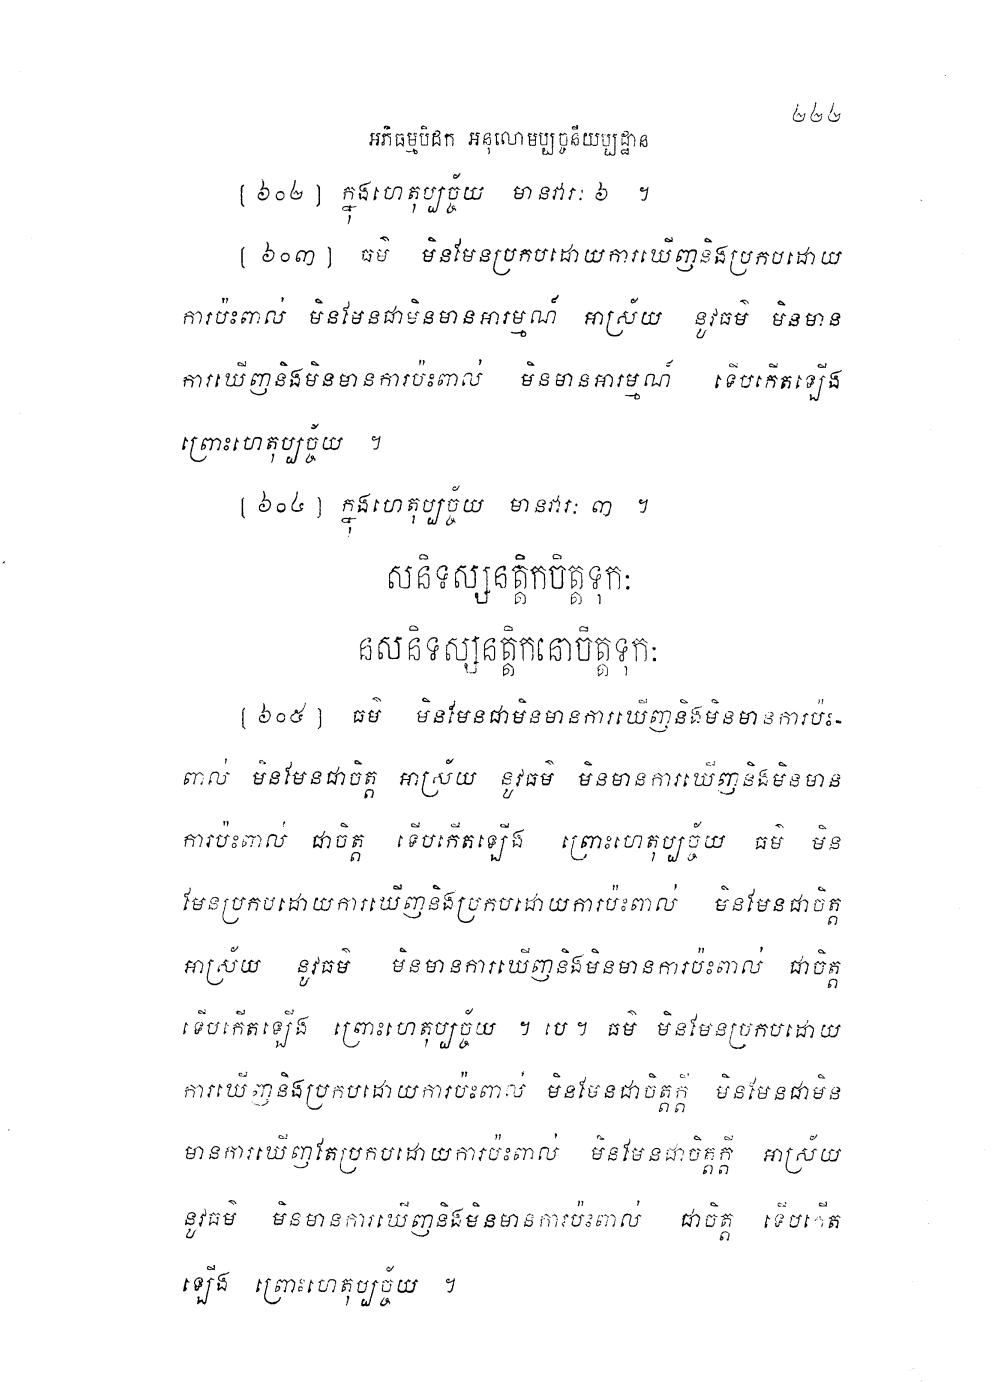 ២២២
អភិធម្មបិដក អនុលោមប្បច្ចនីយប្បដ្ឋាន
[ ៦០២ ] ក្នុងហេតុប្បច្ច័យ មានវារៈ ៦ ។
[ ៦០៣ ] ធម៌ មិនមែនប្រកបដោយការឃើញនិងប្រកបដោយ
ការប៉ះពាល់ មិនមែនជាមិនមានអារម្មណ៍ អាស្រ័យ នូវធម៌ មិនមាន
ការឃើញនិងមិនមានការប៉ះពាល់ មិនមានអារម្មណ៍ ទើបកើតឡើង
ព្រោះហេតុប្បច្ច័យ ។
[ ៦០៤ ] ក្នុងហេតុប្បច្ច័យ មានវារៈ ៣ ។
សនិទស្សនត្តិកចិត្តទុកៈ
នសនិទស្សនត្តិកនោចិត្តទុកៈ
[ ៦០៥ ] ធម៌ មិនមែនជាមិនមានការឃើញនិងមិនមានការប៉ះ-
ពាល់ មិនមែនជាចិត្ត អាស្រ័យ នូវធម៌ មិនមានការឃើញនិងមិនមាន
ការប៉ះពាល់ ជាចិត្ត ទើបកើតឡើង ព្រោះហេតុប្បច្ច័យ ធម៌ មិន
មែនប្រកបដោយការឃើញនិងប្រកបដោយការប៉ះពាល់ មិនមែនជាចិត្ត
អាស្រ័យ នូវធម៌ មិនមានការឃើញនិងមិនមានការប៉ះពាល់ ជាចិត្ត
ទើបកើតឡើង ព្រោះហេតុប្បច្ច័យ ។ បេ ។ ធម៌ មិនមែនប្រកបដោយ
ការឃើញនិងប្រកបដោយការប៉ះពាល់ មិនមែនជាចិត្តក្តី មិនមែនជាមិន
មានការឃើញតែប្រកបដោយការប៉ះពាល់ មិនមែនជាចិត្តក្តី អាស្រ័យ
នូវធម៌ មិនមានការឃើញនិងមិនមានការប៉ះពាល់ ជាចិត្ត ទើបកើត
ឡើង ព្រោះហេតុប្បច្ច័យ ។